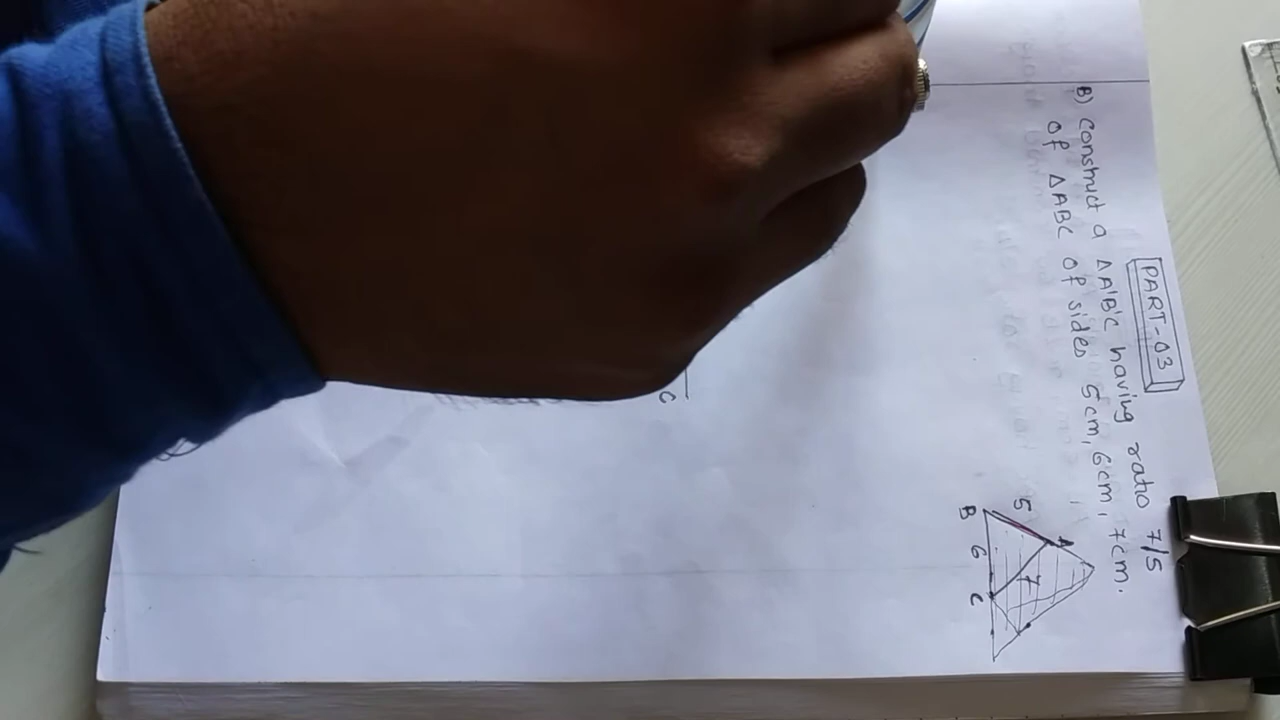 PART-03
B) Construct a ΔA'B'C having ratio 7/5
of ΔABC of sides 5cm, 6cm, 7cm.
A
5
7
B
6
C
C